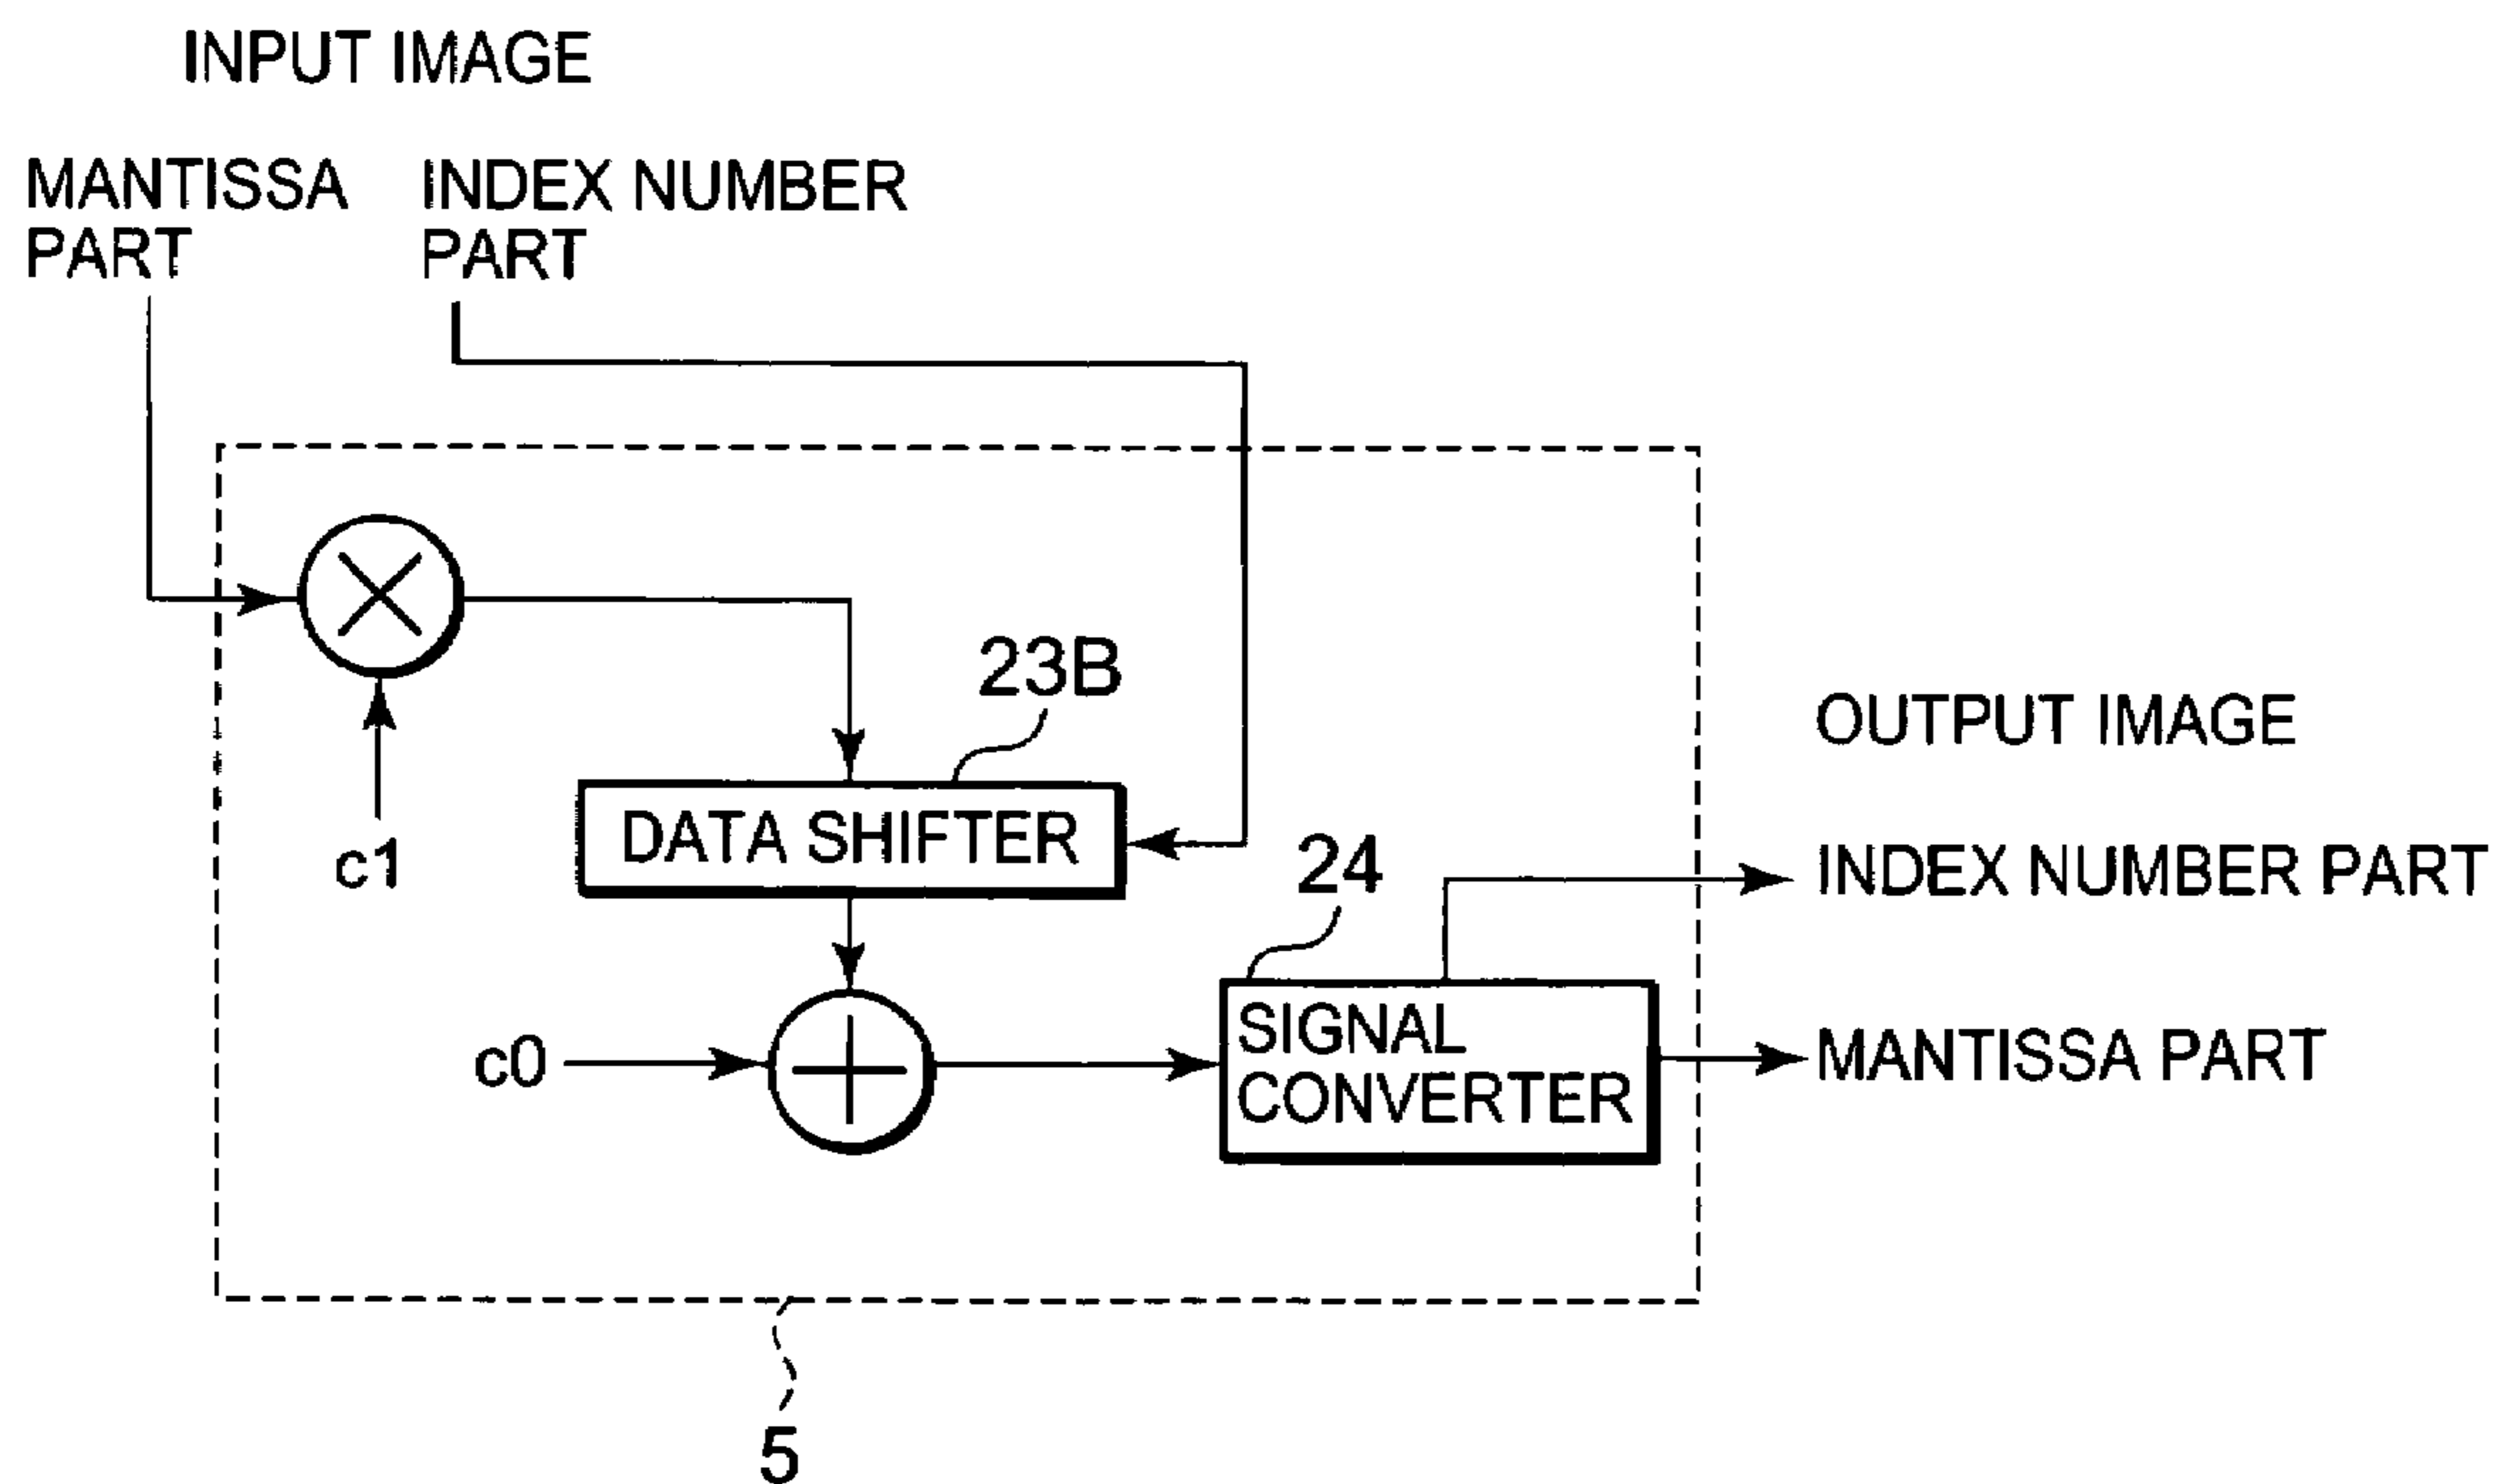 INPUT IMAGE
MANTISSA
PART
INDEX NUMBER
PART
23B
DATA SHIFTER
c1
c0
24
SIGNAL
CONVERTER
OUTPUT IMAGE
INDEX NUMBER PART
MANTISSA PART
5